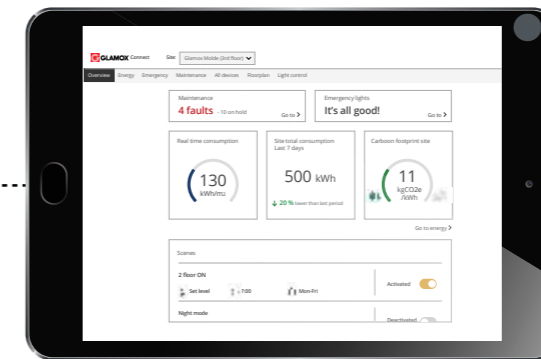 GLAMOX Connect
Site: Glamox Molde (3rd floor)
Overview Energy Emergency Maintenance All devices Floorplan Light control
Maintenance
4 faults - 10 on hold
Go to >
Emergency lights
It's all good!
Go to >
Real time consumption
130
kWh/mu
Site total consumption
Last 7 days
500 kWh
↓ 20 % lower than last period
Carboon footprint site
11
kgCO2e
/kWh
Go to energy >
Scenes
2 floor ON
Set level
7:00
Mon-Fri
Activated
Night mode
Deactivated